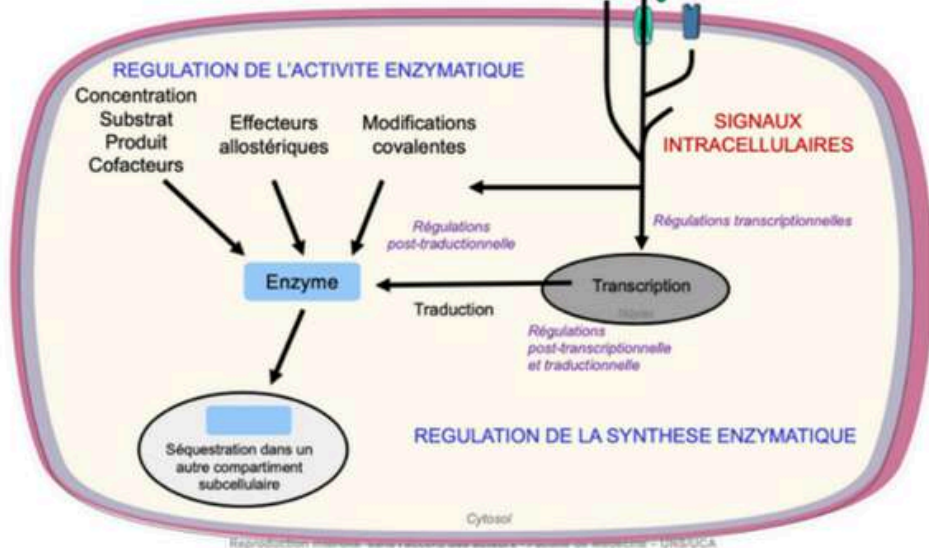 REGULATION DE L'ACTIVITE ENZYMATIQUE
Concentration
Substrat
Produit
Cofacteurs
Effecteurs
allostériques
Modifications
covalentes
SIGNAUX
INTRACELLULAIRES
Régulations
post-traductionnelle
Régulations transcriptionnelles
Enzyme
Traduction
Transcription
Noyau
Régulations
post-transcriptionnelle
et traductionnelle
Séquestration dans un
autre compartiment
subcellulaire
REGULATION DE LA SYNTHESE ENZYMATIQUE
Cytosol